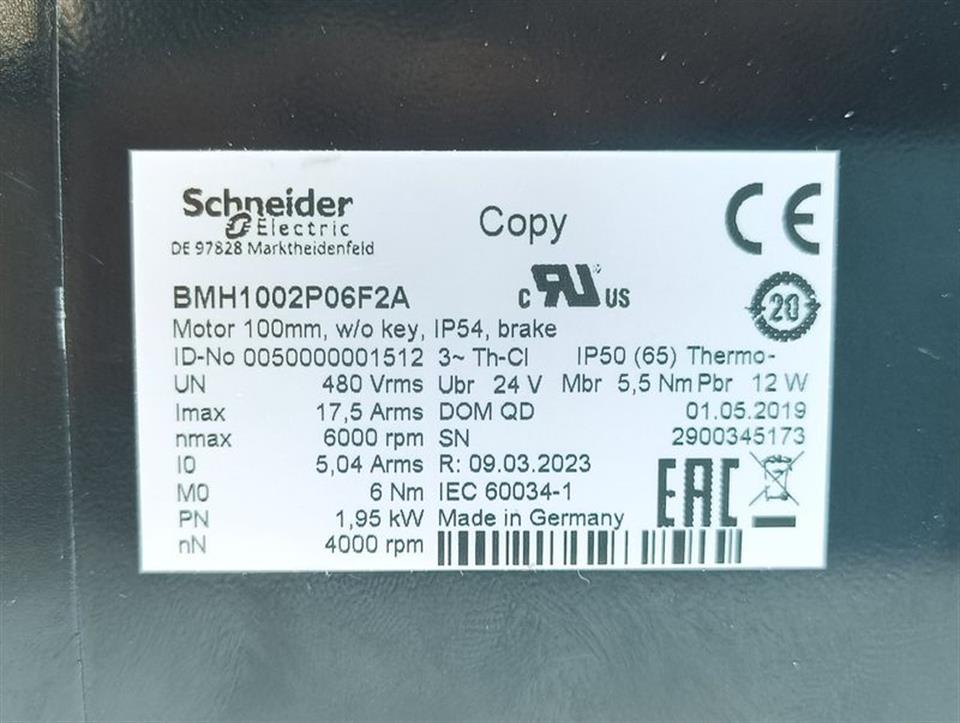 Schneider
Electric
DE 97828 Marktheidenfeld
Copy
CE
BMH1002P06F2A
c RU US
20
Motor 100mm, w/o key, IP54, brake
ID-No 0050000001512 3~ Th-Cl IP50 (65) Thermo-
UN 480 Vrms Ubr 24 V Mbr 5,5 Nm Pbr 12 W
Imax 17,5 Arms DOM QD 01.05.2019
nmax 6000 rpm SN 2900345173
I0 5,04 Arms R: 09.03.2023
M0 6 Nm IEC 60034-1
PN 1,95 kW Made in Germany
nN 4000 rpm
EAC